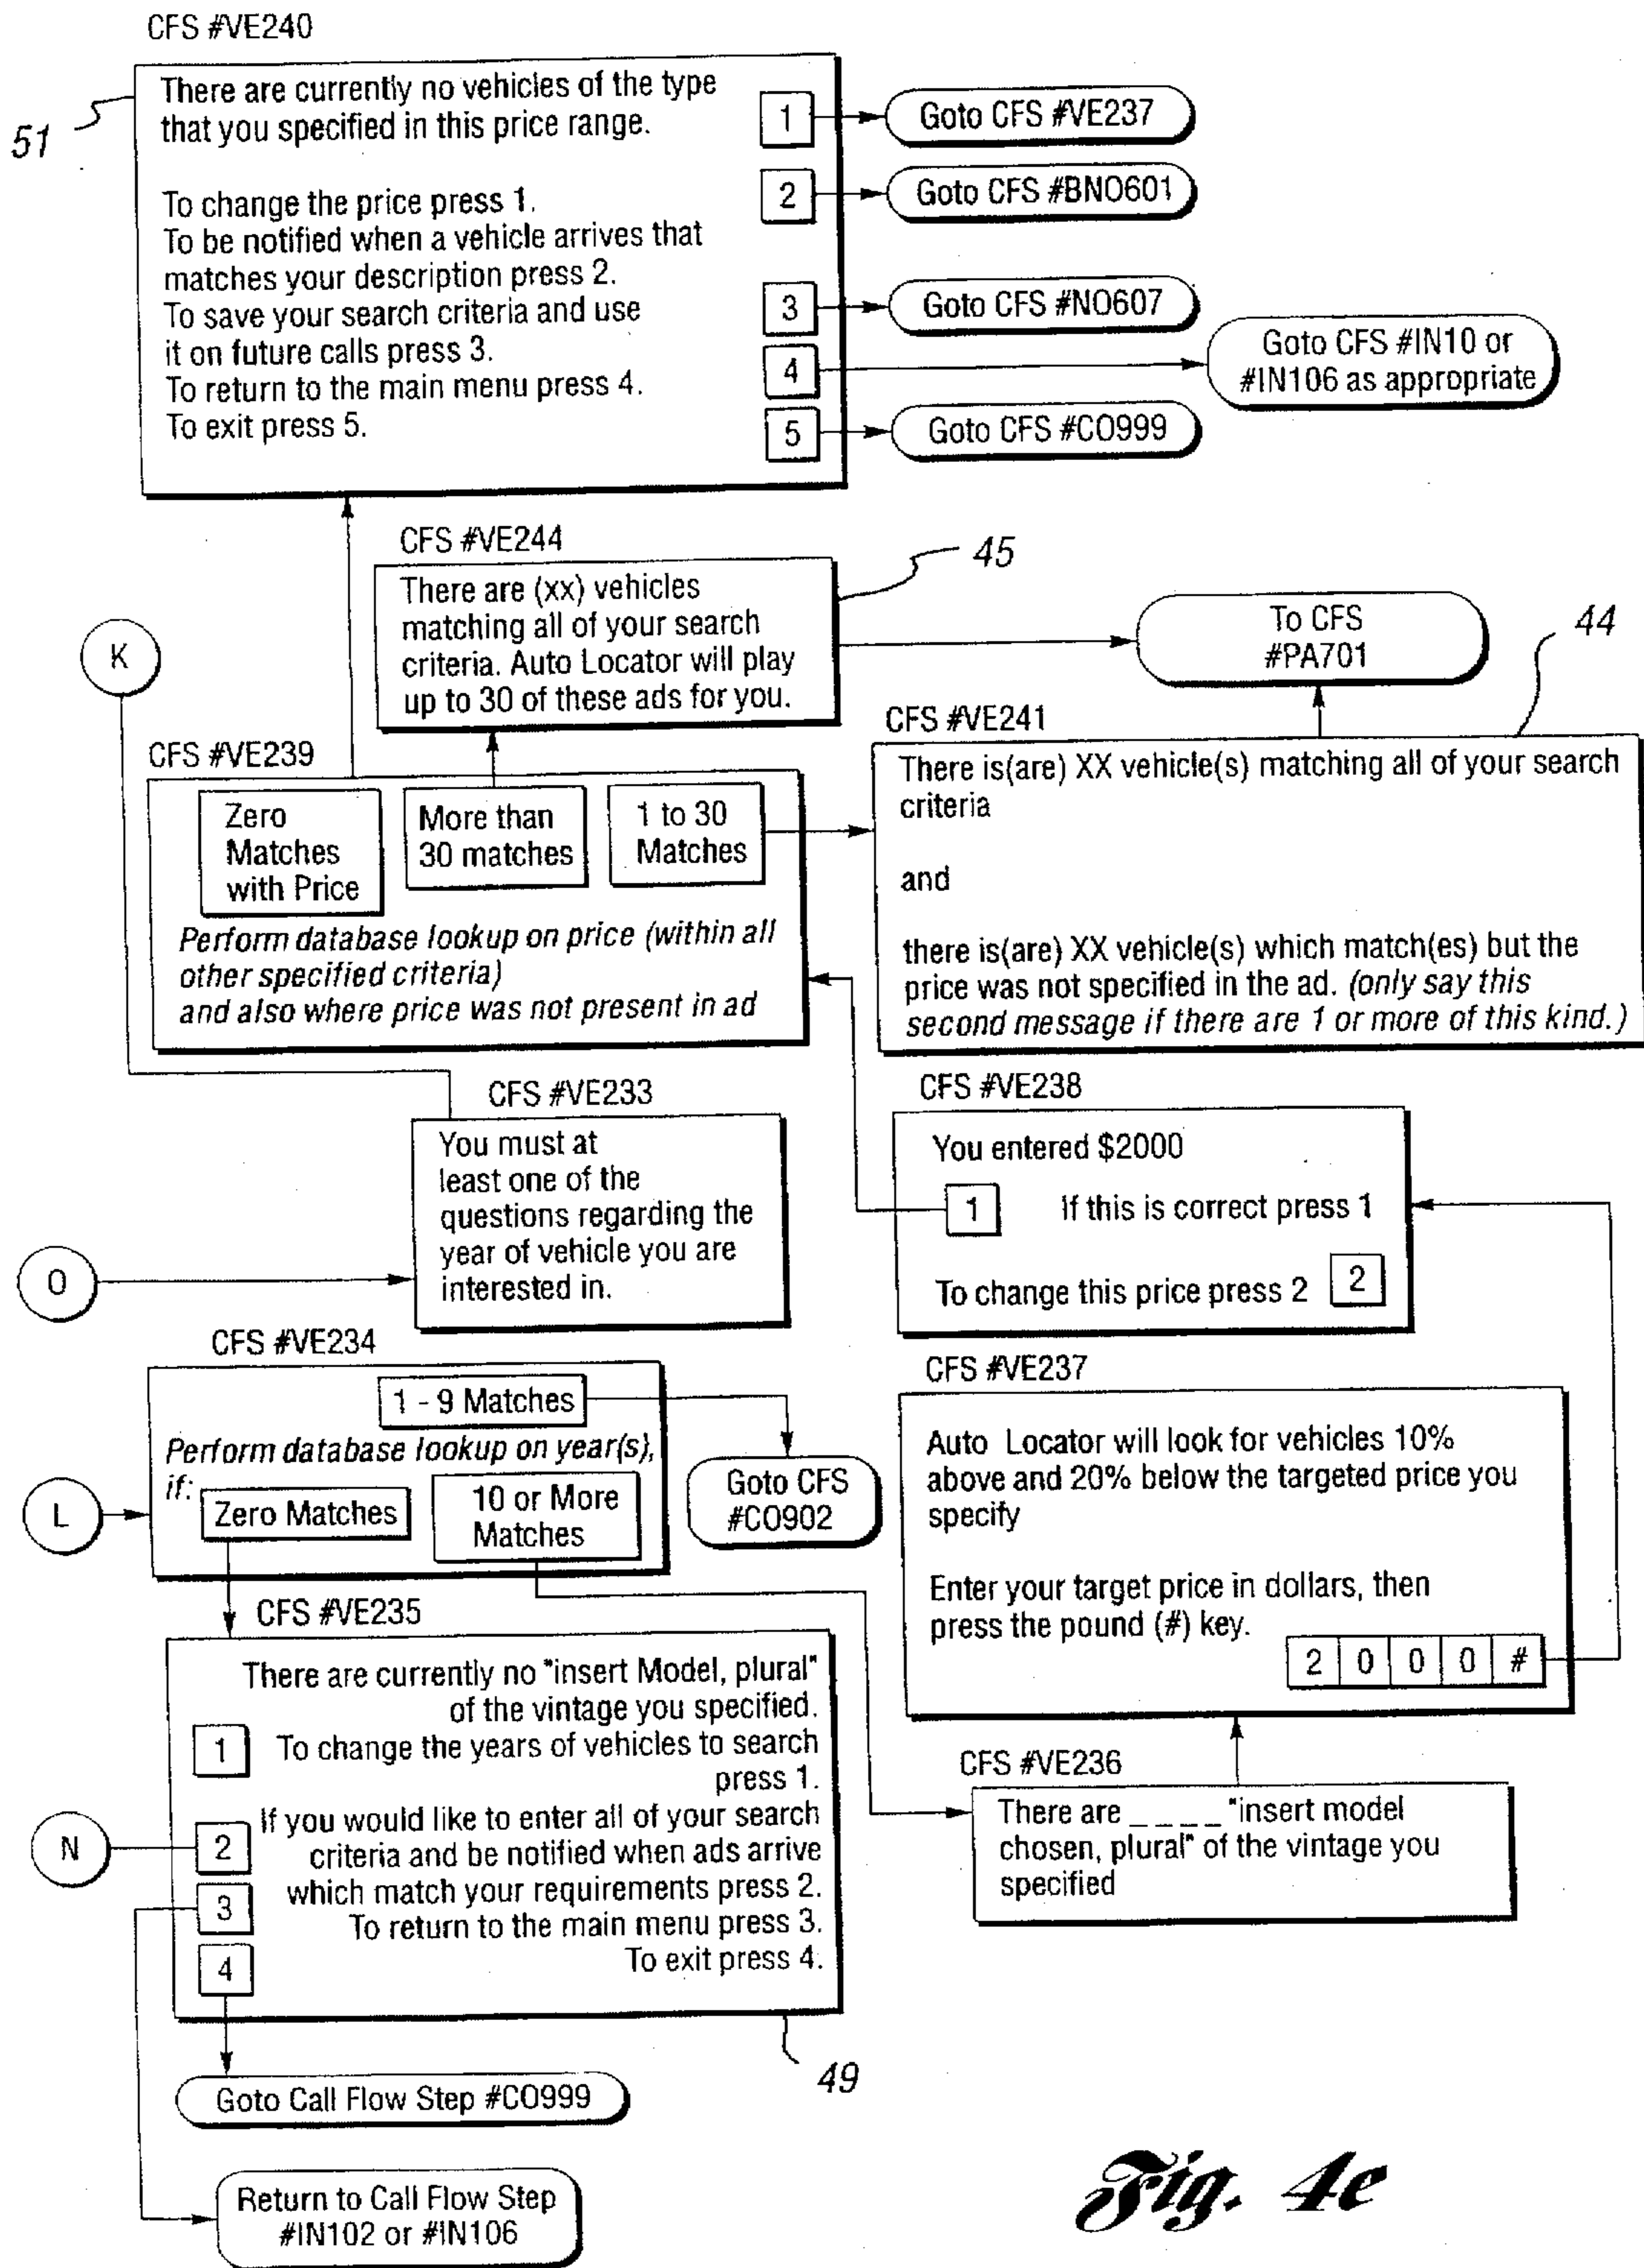 CFS #VE240
There are currently no vehicles of the type
that you specified in this price range.
To change the price press 1.
To be notified when a vehicle arrives that
matches your description press 2.
To save your search criteria and use
it on future calls press 3.
To return to the main menu press 4.
To exit press 5.
1
2
3
4
5
Goto CFS #VE237
Goto CFS #BNO601
Goto CFS #NO607
Goto CFS #IN10 or
#IN106 as appropriate
Goto CFS #CO999
51
CFS #VE244
There are (xx) vehicles
matching all of your search
criteria. Auto Locator will play
up to 30 of these ads for you.
45
To CFS
#PA701
44
K
CFS #VE239
Zero
Matches
with Price
More than
30 matches
1 to 30
Matches
Perform database lookup on price (within all
other specified criteria)
and also where price was not present in ad
CFS #VE241
There is(are) XX vehicle(s) matching all of your search
criteria
and
there is(are) XX vehicle(s) which match(es) but the
price was not specified in the ad. (only say this
second message if there are 1 or more of this kind.)
CFS #VE233
You must at
least one of the
questions regarding the
year of vehicle you are
interested in.
O
CFS #VE238
You entered $2000
1 If this is correct press 1
To change this price press 2 2
CFS #VE234
1 - 9 Matches
Perform database lookup on year(s),
if:
Zero Matches
10 or More
Matches
L
Goto CFS
#CO902
CFS #VE237
Auto Locator will look for vehicles 10%
above and 20% below the targeted price you
specify
Enter your target price in dollars, then
press the pound (#) key.
2 0 0 0 #
CFS #VE235
There are currently no "insert Model, plural"
of the vintage you specified.
1 To change the years of vehicles to search
press 1.
If you would like to enter all of your search
2 criteria and be notified when ads arrive
which match your requirements press 2.
3 To return to the main menu press 3.
4 To exit press 4.
N
49
CFS #VE236
There are _ _ _ _ "insert model
chosen, plural" of the vintage you
specified
Goto Call Flow Step #CO999
Return to Call Flow Step
#IN102 or #IN106
Fig. 4e